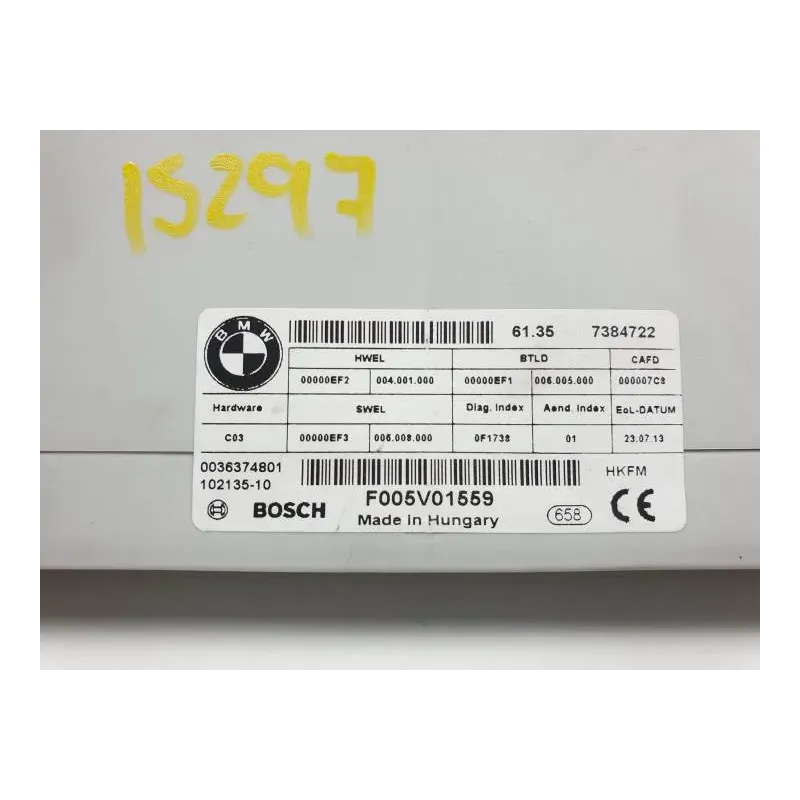 15297
BMW
61.35 7384722
HWEL BTLD CAFD
00000EF2 004.001.000 00000EF1 006.005.000 000007C8
Hardware SWEL Diag. Index Aend. Index EoL-DATUM
C03 00000EF3 006.008.000 0F1738 01 23.07.13
0036374801 HKFM
102135-10
F005V01559
BOSCH Made in Hungary 658 CE